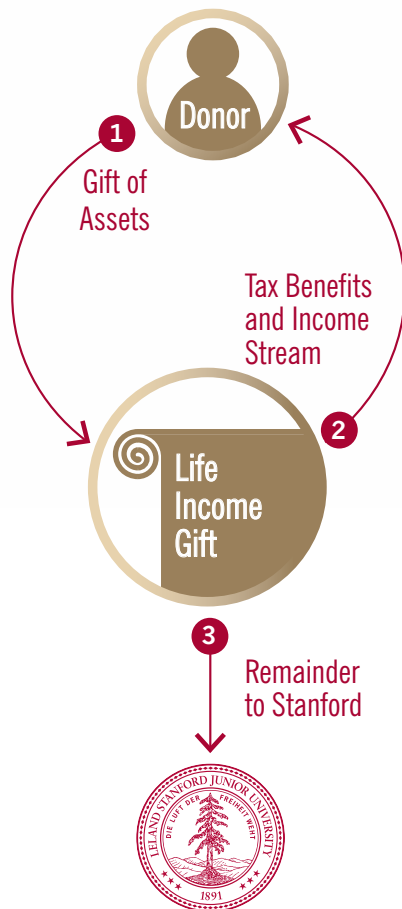 Donor
1
Gift of
Assets
Tax Benefits
and Income
Stream
2
Life
Income
Gift
3
Remainder
to Stanford
LELAND STANFORD JUNIOR UNIVERSITY
DIE LUFT DER FREIHEIT WEHT
1891